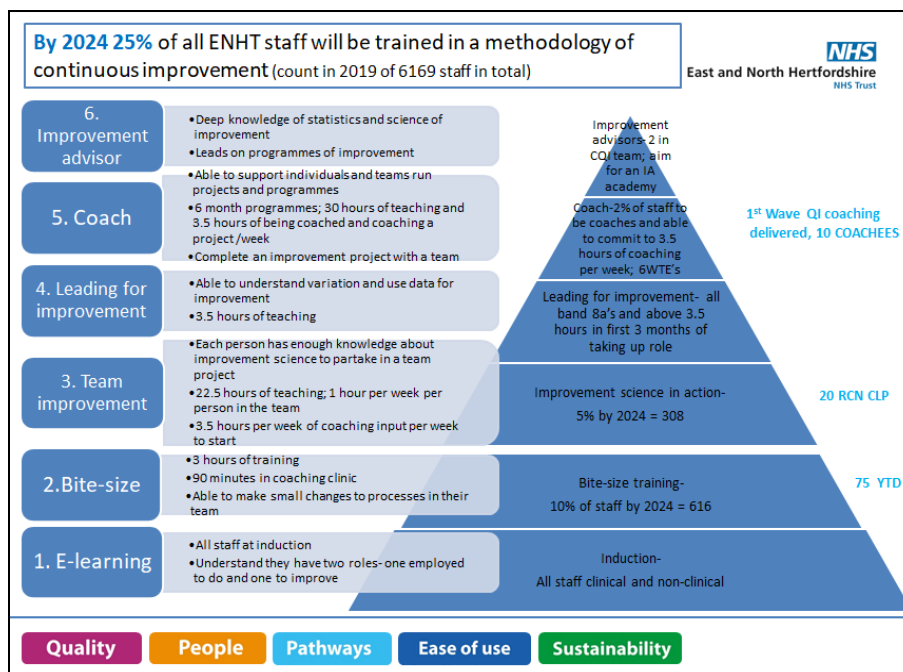 By 2024 25% of all ENHT staff will be trained in a methodology of
continuous improvement (count in 2019 of 6169 staff in total)
NHS
East and North Hertfordshire
NHS Trust
6.
Improvement
advisor
•Deep knowledge of statistics and science of
improvement
•Leads on programmes of improvement
Improvement
advisors- 2 in
CQI team; aim
for an IA
academy
5. Coach
•Able to support individuals and teams run
projects and programmes
•6 month programmes; 30 hours of teaching and
3.5 hours of being coached and coaching a
project /week
•Complete an improvement project with a team
Coach-2% of staff to
be coaches and able
to commit to 3.5
hours of coaching
per week; 6WTE's
1st Wave QI coaching
delivered, 10 COACHEES
4. Leading for
improvement
•Able to understand variation and use data for
improvement
•3.5 hours of teaching
Leading for improvement- all
band 8a's and above 3.5
hours in first 3 months of
taking up role
3. Team
improvement
•Each person has enough knowledge about
improvement science to partake in a team
project
•22.5 hours of teaching; 1 hour per week per
person in the team
•3.5 hours per week of coaching input per week
to start
Improvement science in action-
5% by 2024 = 308
20 RCN CLP
2.Bite-size
•3 hours of training
•90 minutes in coaching clinic
•Able to make small changes to processes in their
team
Bite-size training-
10% of staff by 2024 = 616
75 YTD
1. E-learning
•All staff at induction
•Understand they have two roles- one employed
to do and one to improve
Induction-
All staff clinical and non-clinical
Quality
People
Pathways
Ease of use
Sustainability